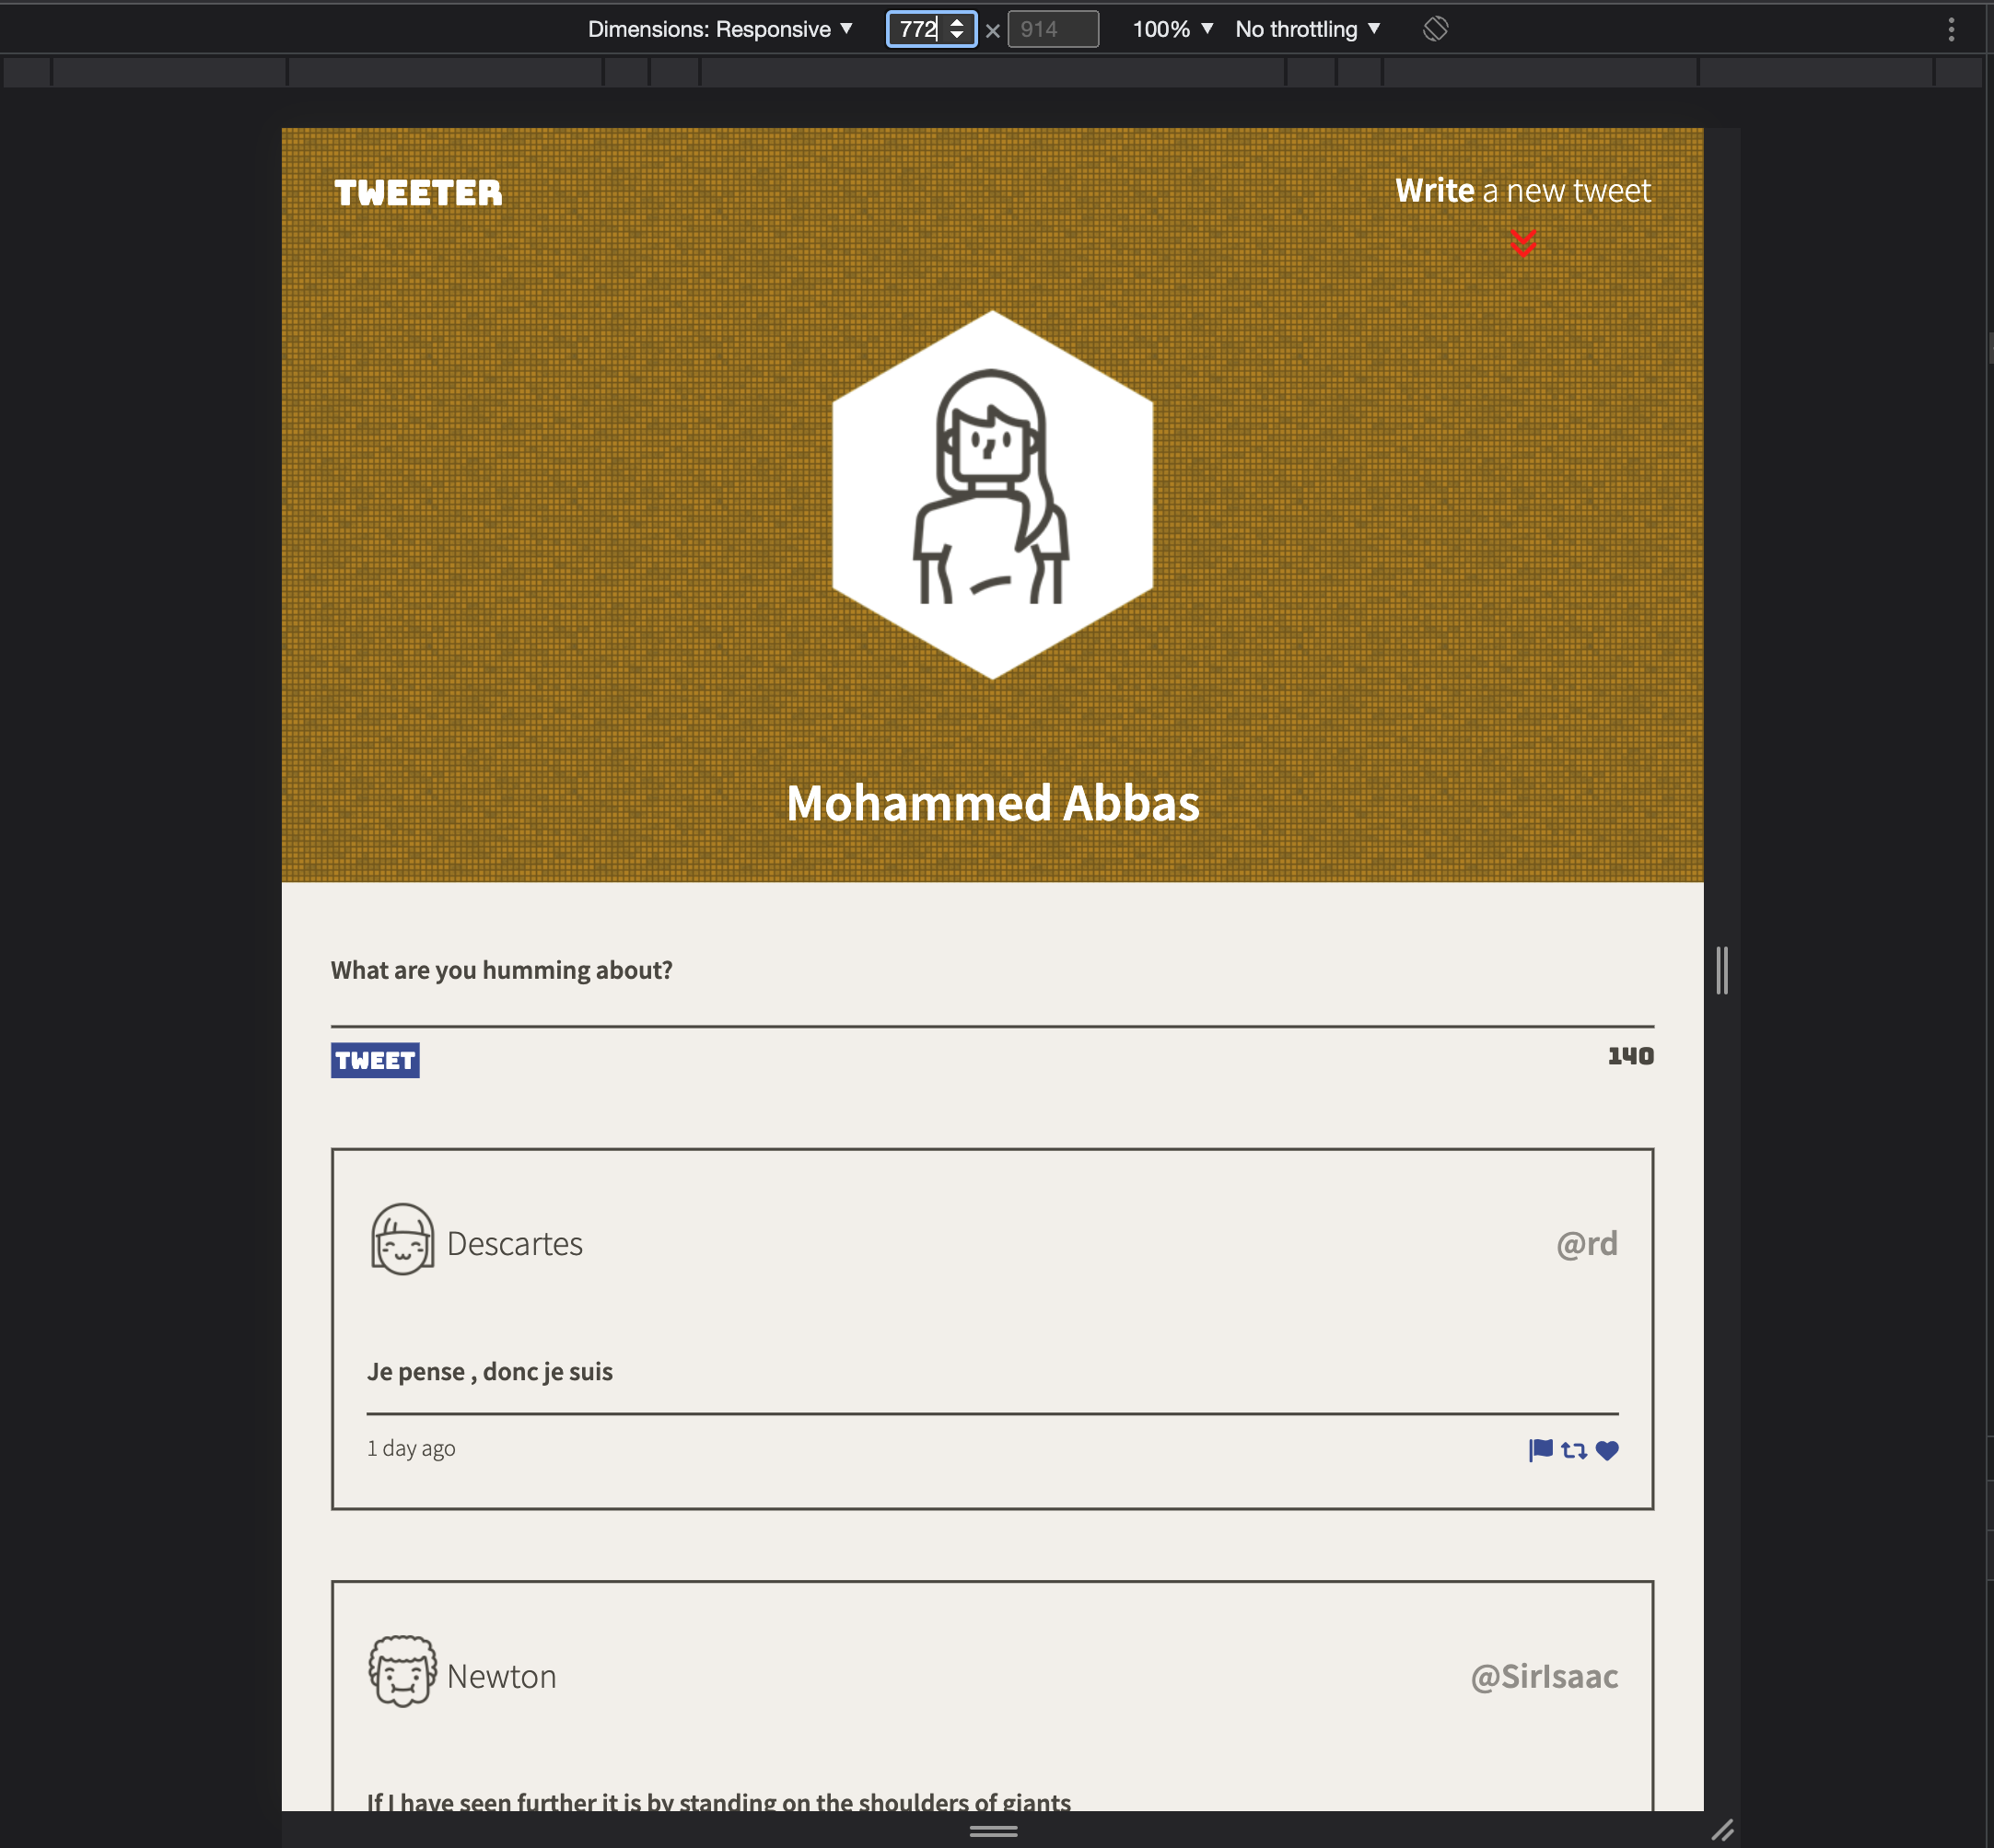 Dimensions: Responsive ▼ 772 × 914 100% ▼ No throttling ▼
TWEETER
Write a new tweet
Mohammed Abbas
What are you humming about?
TWEET
140
Descartes
@rd
Je pense , donc je suis
1 day ago
Newton
@SirIsaac
If I have seen further it is by standing on the shoulders of giants